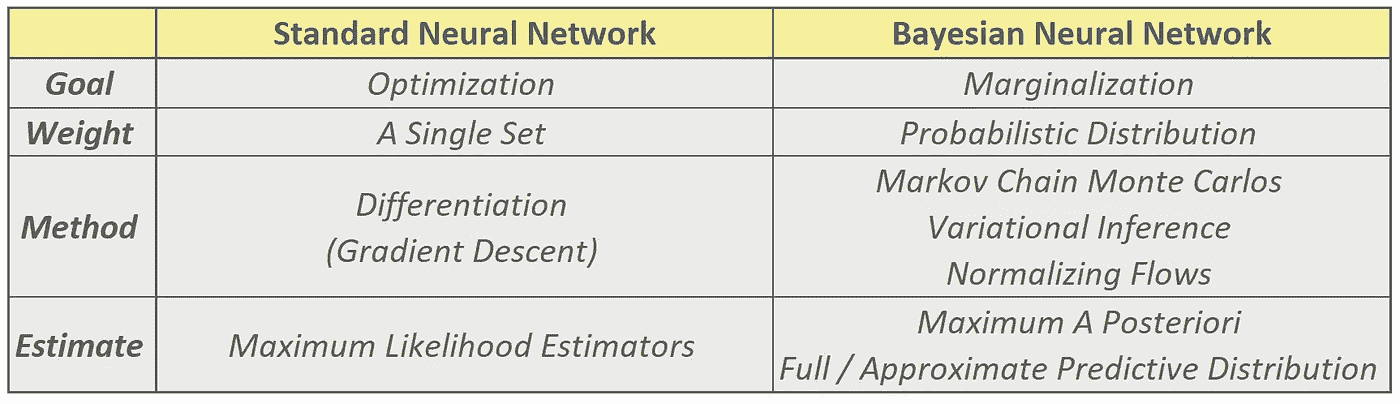 Standard Neural Network Bayesian Neural Network
Goal Optimization Marginalization
Weight A Single Set Probabilistic Distribution
Method Differentiation
(Gradient Descent)
Markov Chain Monte Carlos
Variational Inference
Normalizing Flows
Estimate Maximum Likelihood Estimators
Maximum A Posteriori
Full / Approximate Predictive Distribution